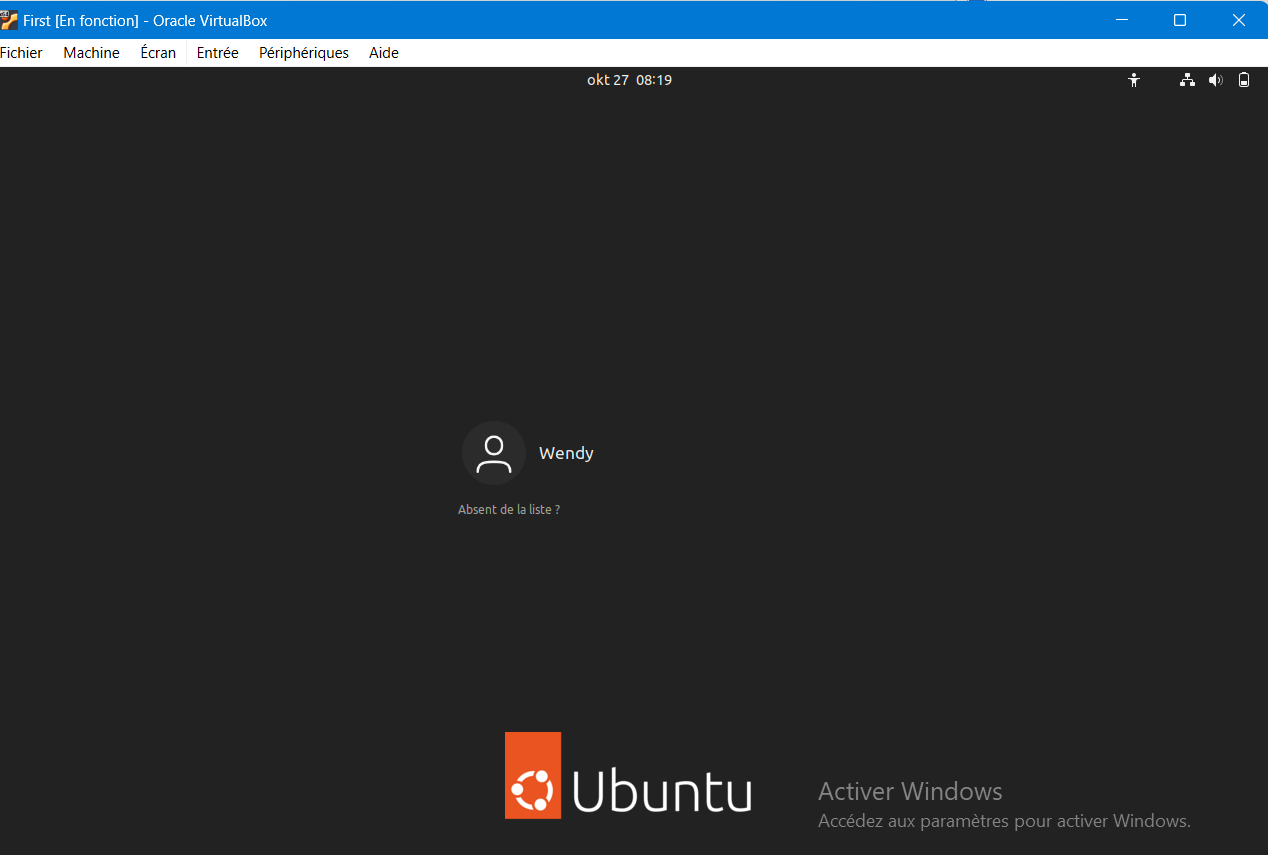 First [En fonction] - Oracle VirtualBox
Fichier Machine Écran Entrée Périphériques Aide
okt 27 08:19
Wendy
Absent de la liste ?
Ubuntu
Activer Windows
Accédez aux paramètres pour activer Windows.